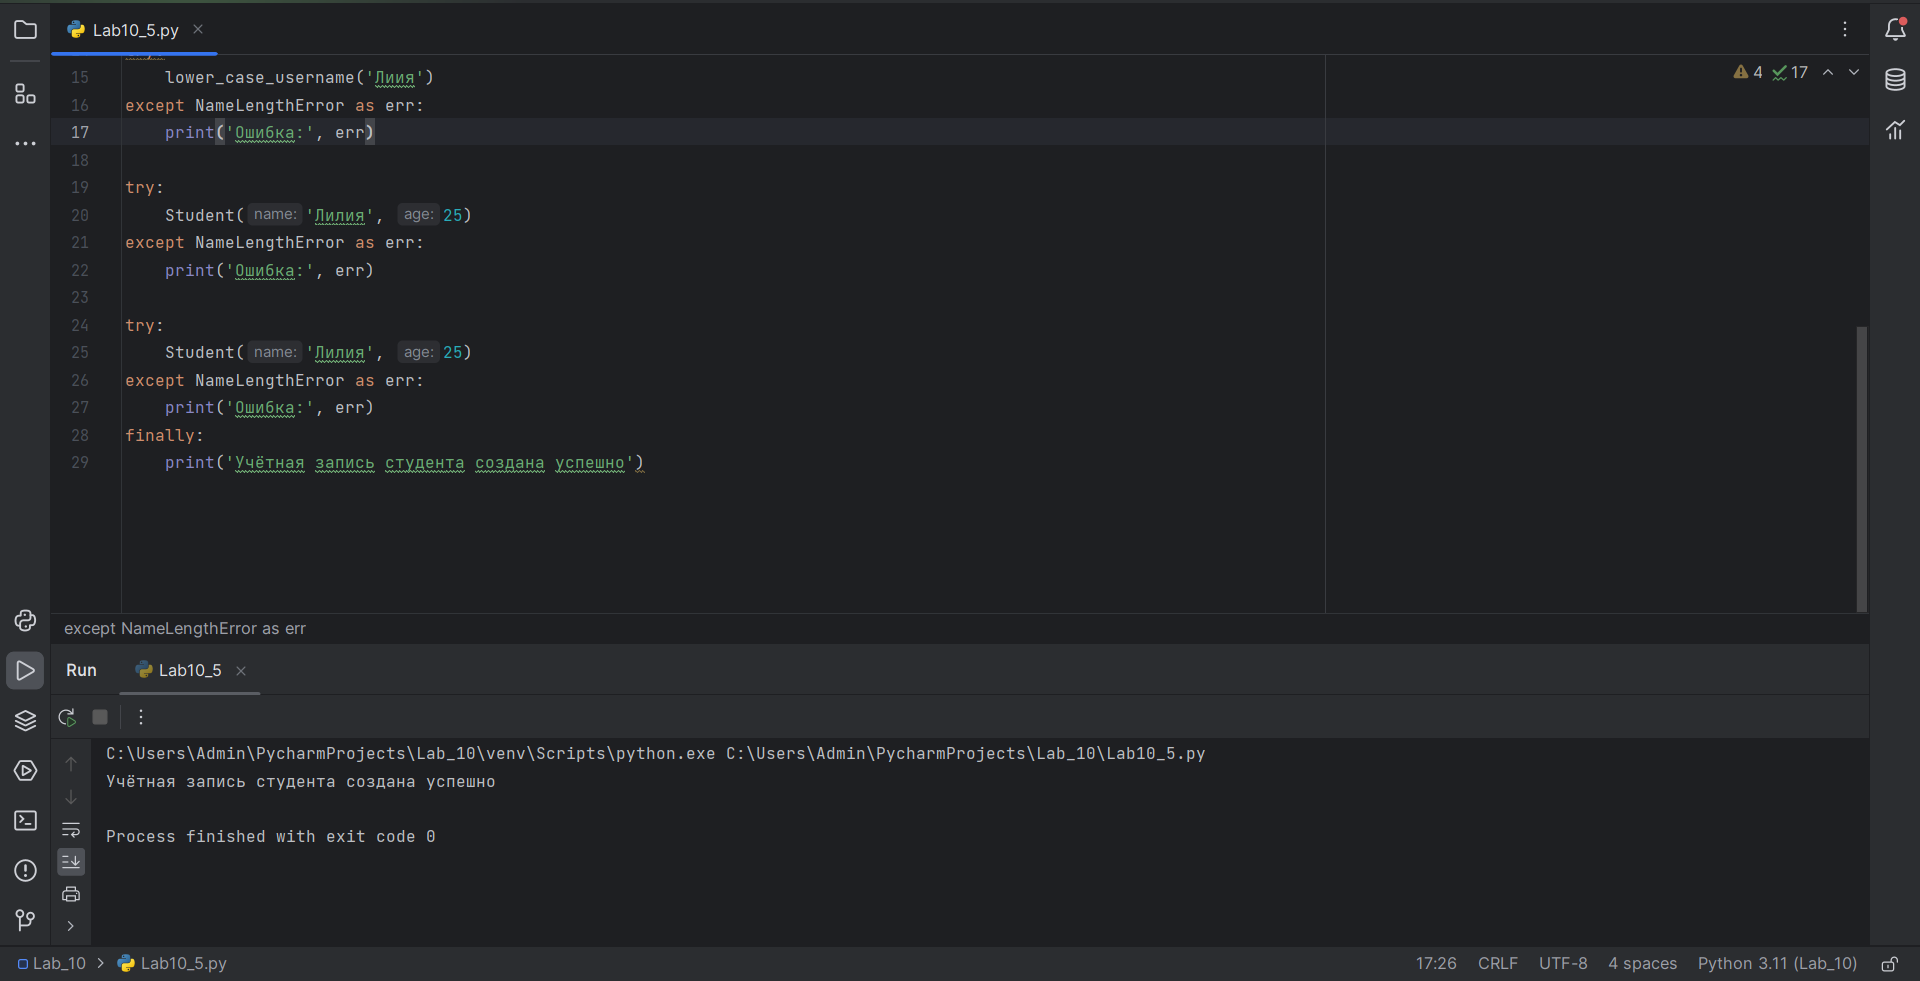 Lab10_5.py
4 17
15 lower_case_username('Лиия')
16 except NameLengthError as err:
17 print('Ошибка:', err)
18
19 try:
20 Student( name: 'Лилия', age: 25)
21 except NameLengthError as err:
22 print('Ошибка:', err)
23
24 try:
25 Student( name: 'Лилия', age: 25)
26 except NameLengthError as err:
27 print('Ошибка:', err)
28 finally:
29 print('Учётная запись студента создана успешно')
except NameLengthError as err
Run Lab10_5
C:\Users\Admin\PycharmProjects\Lab_10\venv\Scripts\python.exe C:\Users\Admin\PycharmProjects\Lab_10\Lab10_5.py
Учётная запись студента создана успешно
Process finished with exit code 0
Lab_10 > Lab10_5.py 17:26 CRLF UTF-8 4 spaces Python 3.11 (Lab_10)